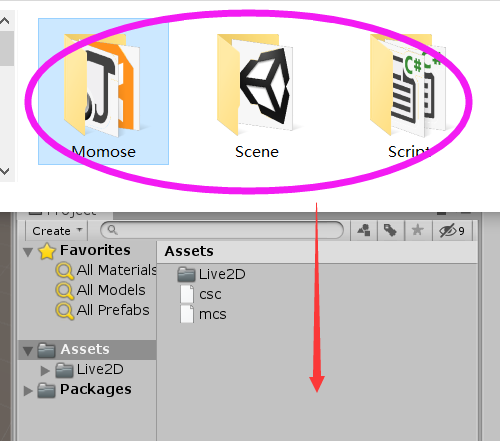 Momose
Scene
Script
Project
Create
9
Favorites
All Materials
All Models
All Prefabs
Assets
Live2D
Packages
Assets
Live2D
csc
mcs